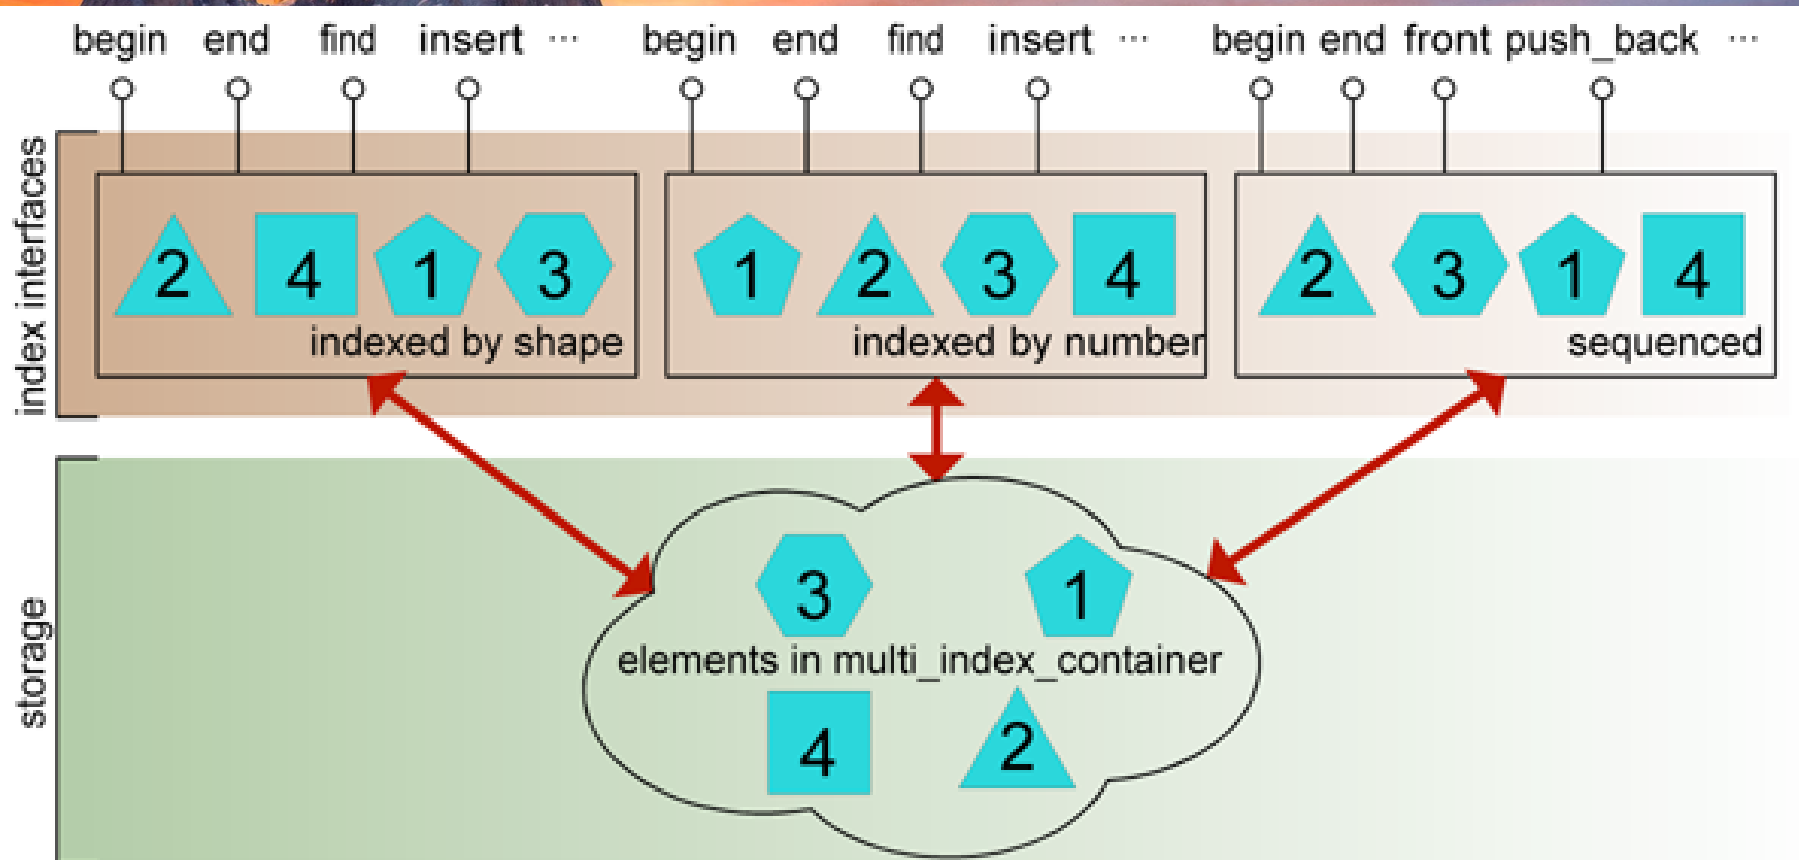 begin end find insert ... begin end find insert ... begin end front push_back ...
index interfaces
2 4 1 3 1 2 3 4 2 3 1 4
indexed by shape indexed by number sequenced
storage
3 1
elements in multi_index_container
4 2